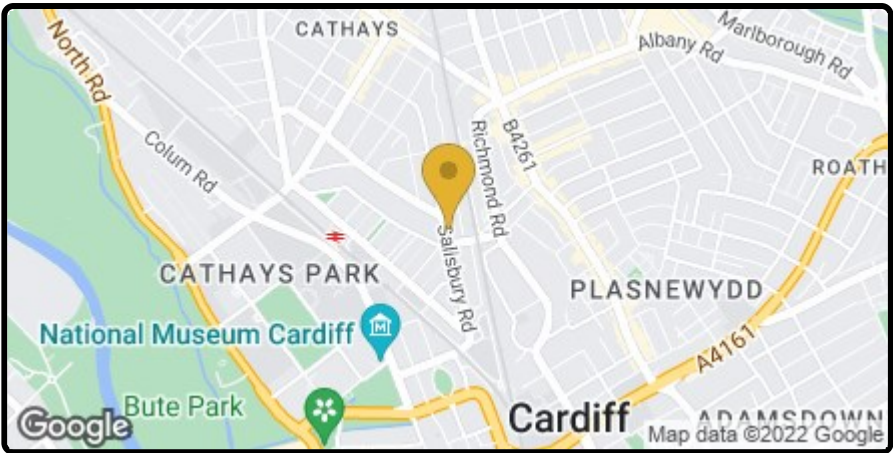 CATHAYS
Marlborough Rd
Albany Rd
North Rd
Colum Rd
Richmond Rd
B4261
ROATH
Salisbury Rd
CATHAYS PARK
PLASNEWYDD
National Museum Cardiff
M
A4161
Bute Park
Cardiff
ADAMSDOWN
Google
Map data ©2022 Google